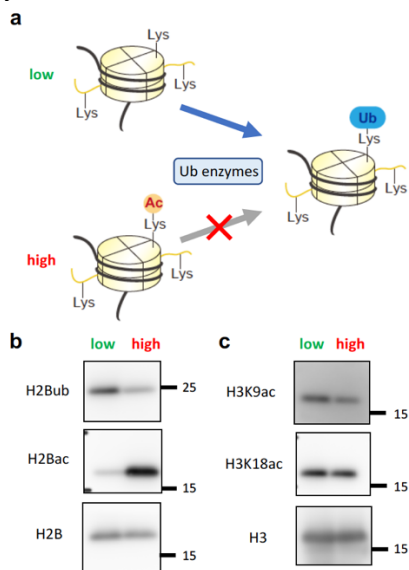 a
Lys
low
Lys
Lys
Ub
Lys
Ub enzymes
Ac
Lys
Lys
Lys
high
Lys
Lys
b
low high
H2Bub
25
H2Bac
15
H2B
15
c
low high
H3K9ac
15
H3K18ac
15
H3
15